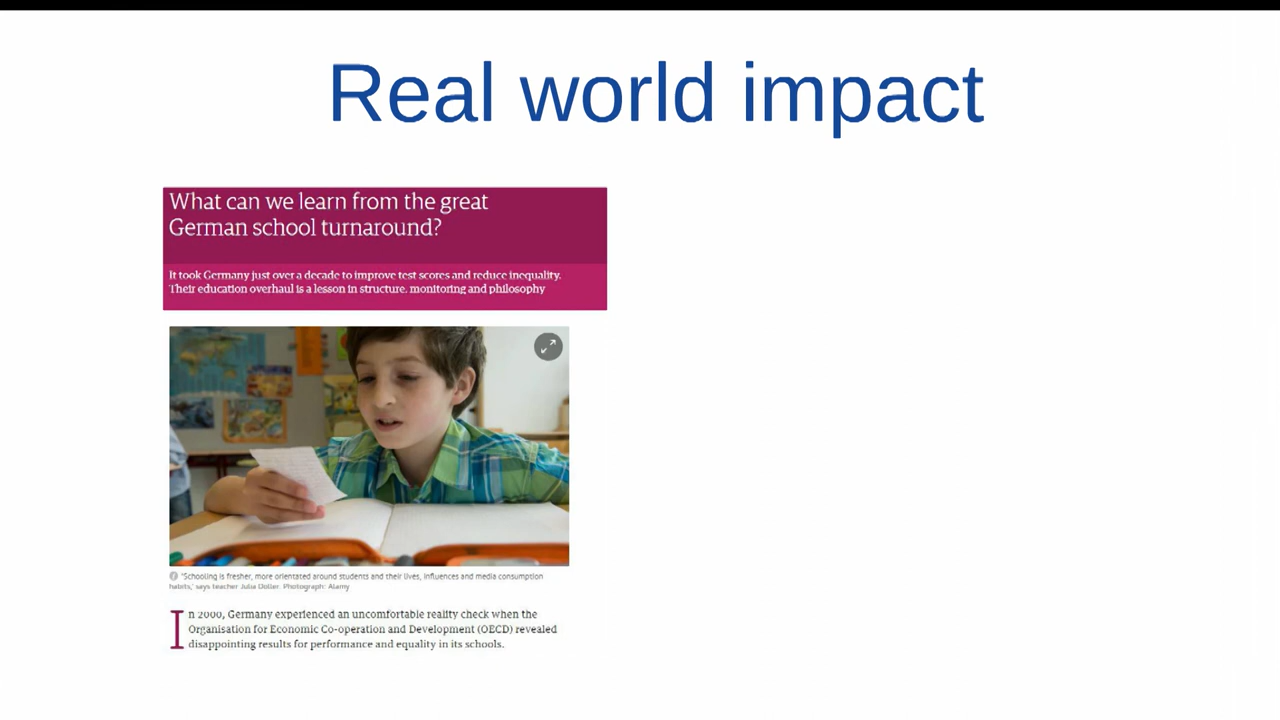 Real world impact
What can we learn from the great
German school turnaround?
It took Germany just over a decade to improve test scores and reduce inequality.
Their education overhaul is a lesson in structure, monitoring and philosophy
'Schooling is fresher, more orientated around students and their lives, influences and media consumption
habits,' says teacher Julia Döller. Photograph: Alamy
In 2000, Germany experienced an uncomfortable reality check when the
Organisation for Economic Co-operation and Development (OECD) revealed
disappointing results for performance and equality in its schools.